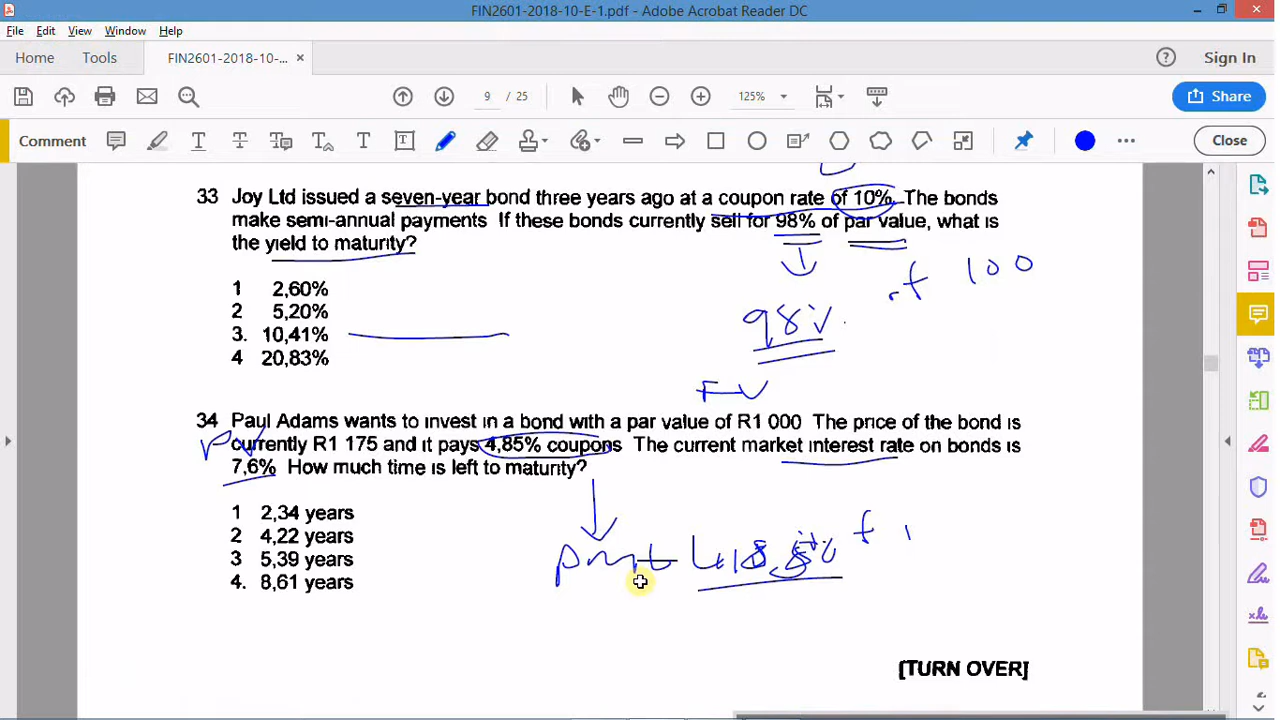 FIN2601-2018-10-E-1.pdf - Adobe Acrobat Reader DC
File Edit View Window Help
Home Tools FIN2601-2018-10-... × Sign In
9 / 25 125% Share
Comment Close
33 Joy Ltd issued a seven-year bond three years ago at a coupon rate of 10%. The bonds
make semi-annual payments If these bonds currently sell for 98% of par value, what is
the yield to maturity?
of 100
1 2,60%
2 5,20%
3. 10,41%
4 20,83%
98%
FV
34 Paul Adams wants to invest in a bond with a par value of R1 000 The price of the bond is
PV
currently R1 175 and it pays 4,85% coupons The current market interest rate on bonds is
7,6% How much time is left to maturity?
1 2,34 years
2 4,22 years
3 5,39 years
4. 8,61 years
pmt
[TURN OVER]